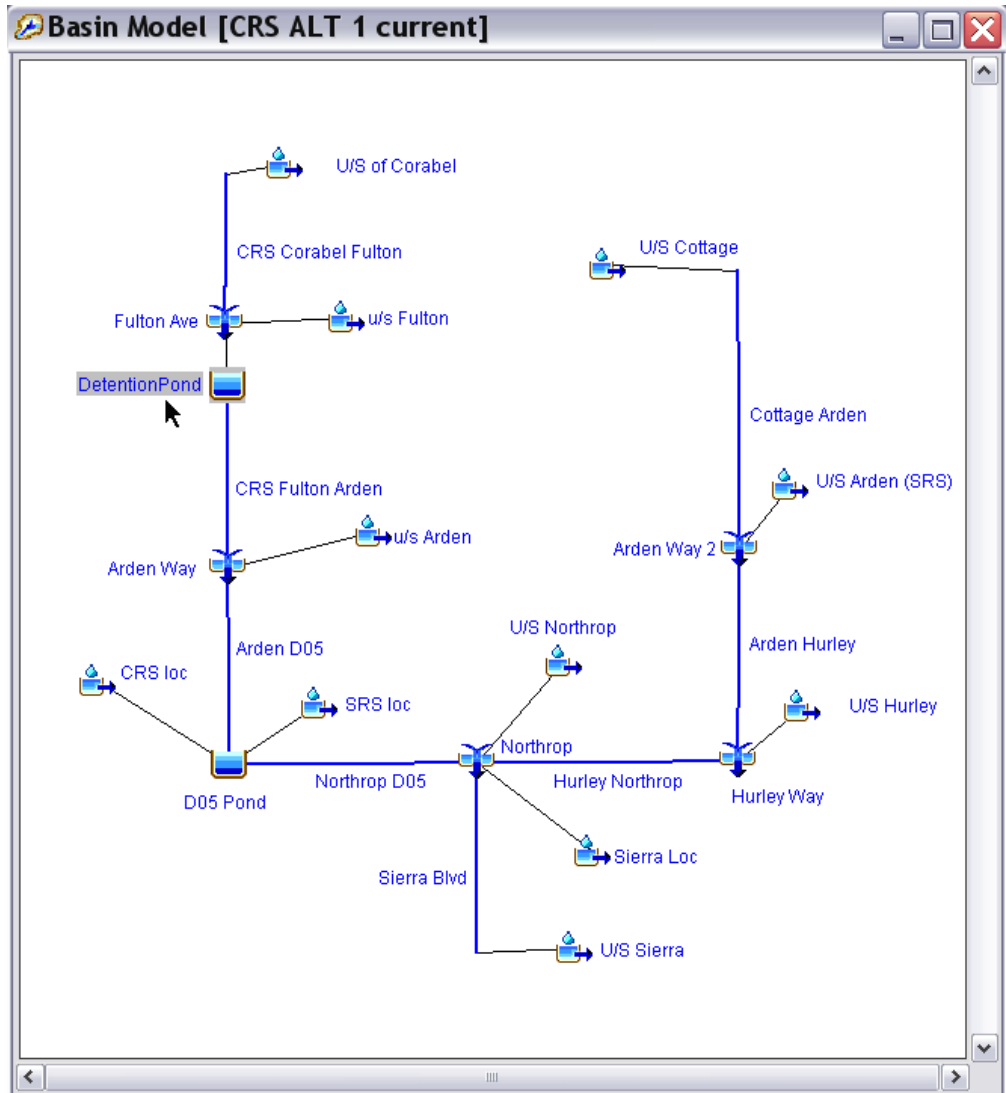 Basin Model [CRS ALT 1 current]
U/S of Corabel
U/S Cottage
CRS Corabel Fulton
Fulton Ave
u/s Fulton
DetentionPond
Cottage Arden
CRS Fulton Arden
U/S Arden (SRS)
u/s Arden
Arden Way 2
Arden Way
U/S Northrop
Arden D05
Arden Hurley
CRS loc
SRS loc
U/S Hurley
Northrop
Northrop D05
Hurley Northrop
D05 Pond
Hurley Way
Sierra Loc
Sierra Blvd
U/S Sierra